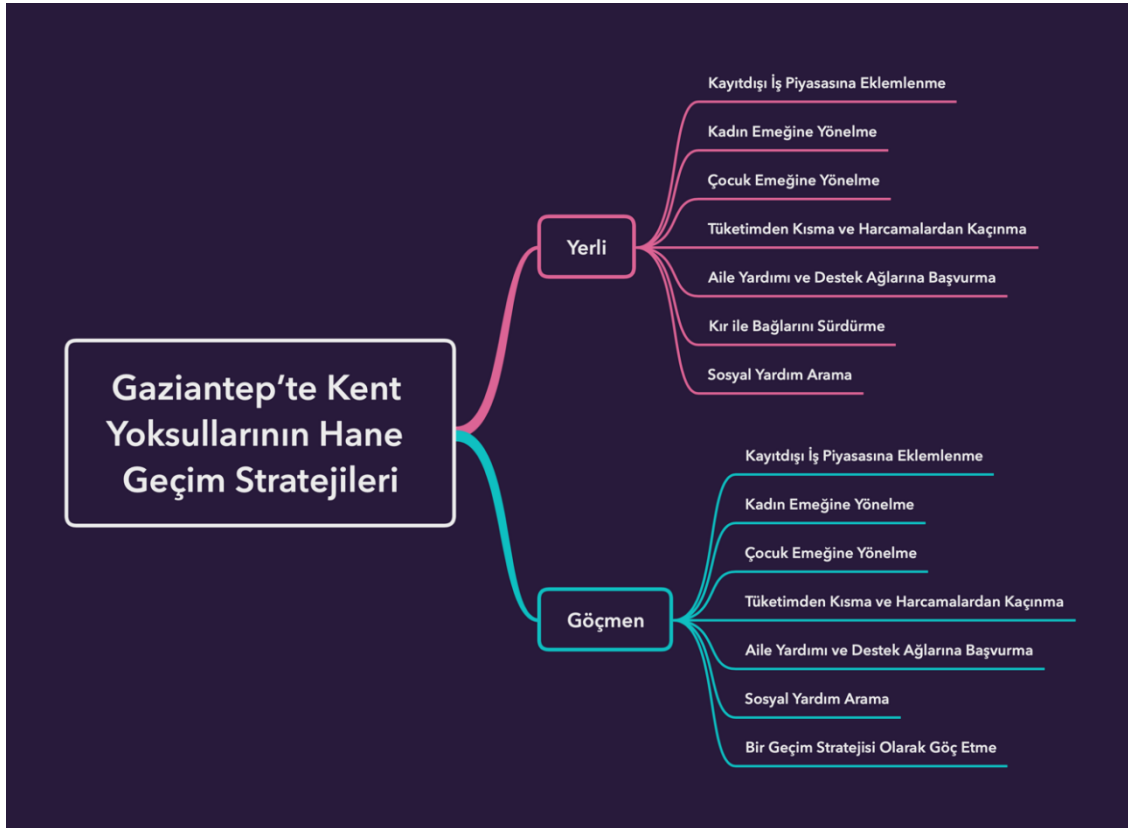 Gaziantep’te Kent
Yoksullarının Hane
Geçim Stratejileri
Yerli
Kayıtdışı İş Piyasasına Eklemlenme
Kadın Emeğine Yönelme
Çocuk Emeğine Yönelme
Tüketimden Kısma ve Harcamalardan Kaçınma
Aile Yardımı ve Destek Ağlarına Başvurma
Kır ile Bağlarını Sürdürme
Sosyal Yardım Arama
Göçmen
Kayıtdışı İş Piyasasına Eklemlenme
Kadın Emeğine Yönelme
Çocuk Emeğine Yönelme
Tüketimden Kısma ve Harcamalardan Kaçınma
Aile Yardımı ve Destek Ağlarına Başvurma
Sosyal Yardım Arama
Bir Geçim Stratejisi Olarak Göç Etme